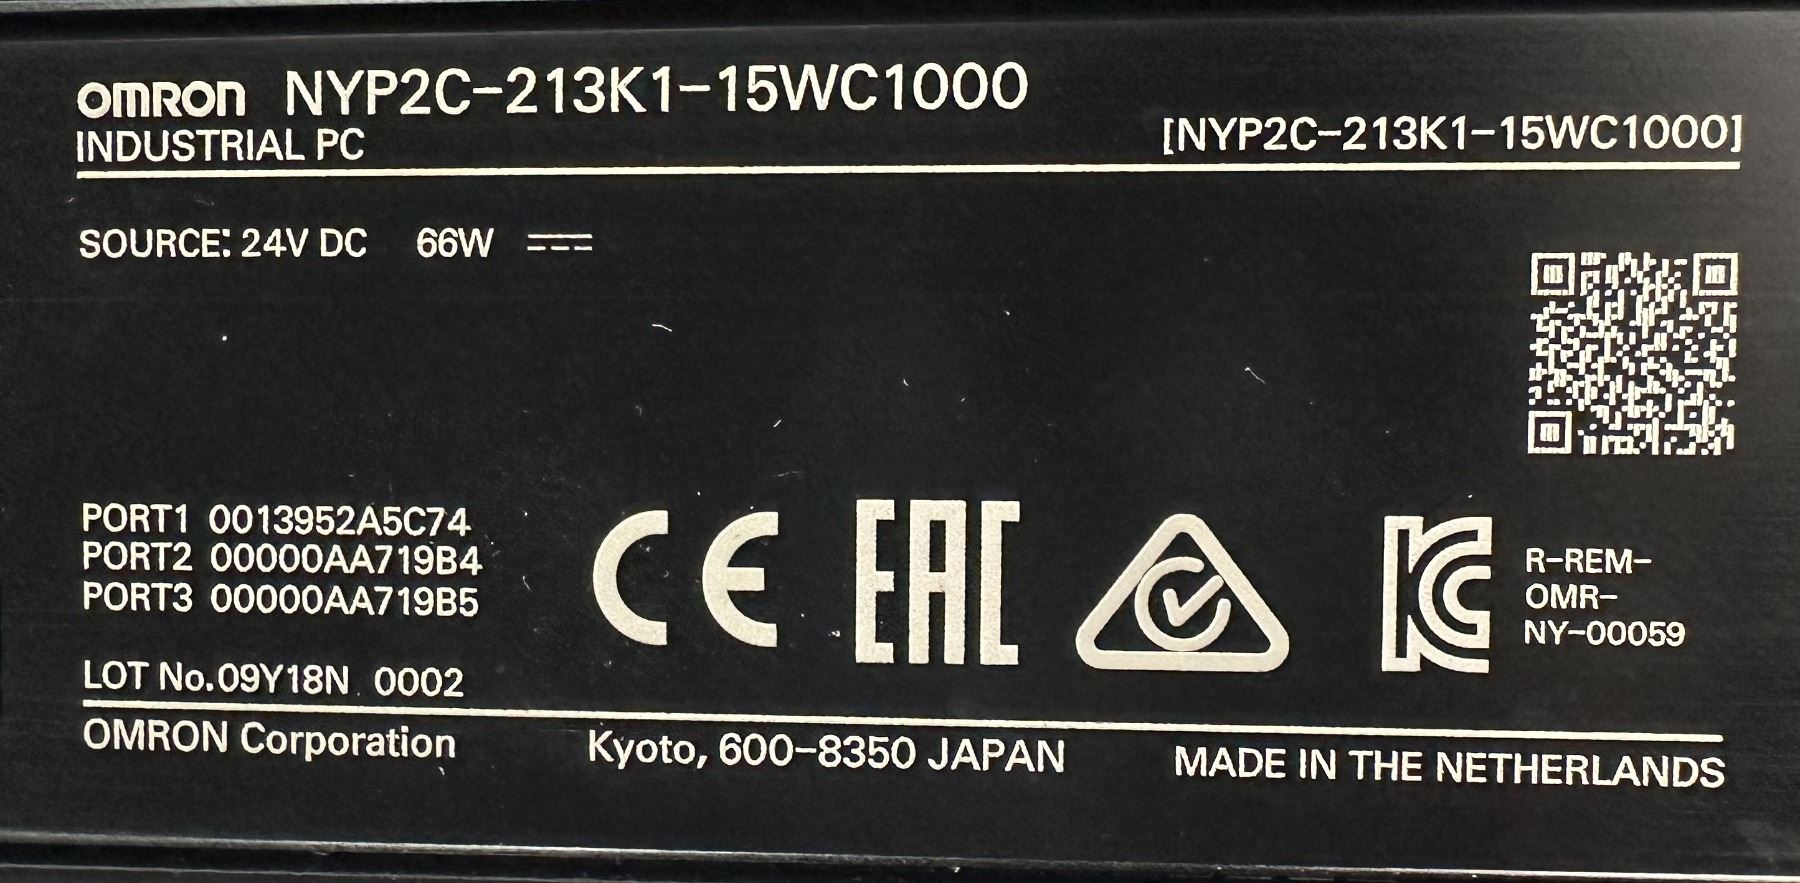 omron NYP2C-213K1-15WC1000
INDUSTRIAL PC
[NYP2C-213K1-15WC1000]
SOURCE: 24V DC 66W
PORT1 0013952A5C74
PORT2 00000AA719B4
PORT3 00000AA719B5
CE EAC KC
R-REM-
OMR-
NY-00059
LOT No.09Y18N 0002
OMRON Corporation Kyoto, 600-8350 JAPAN MADE IN THE NETHERLANDS